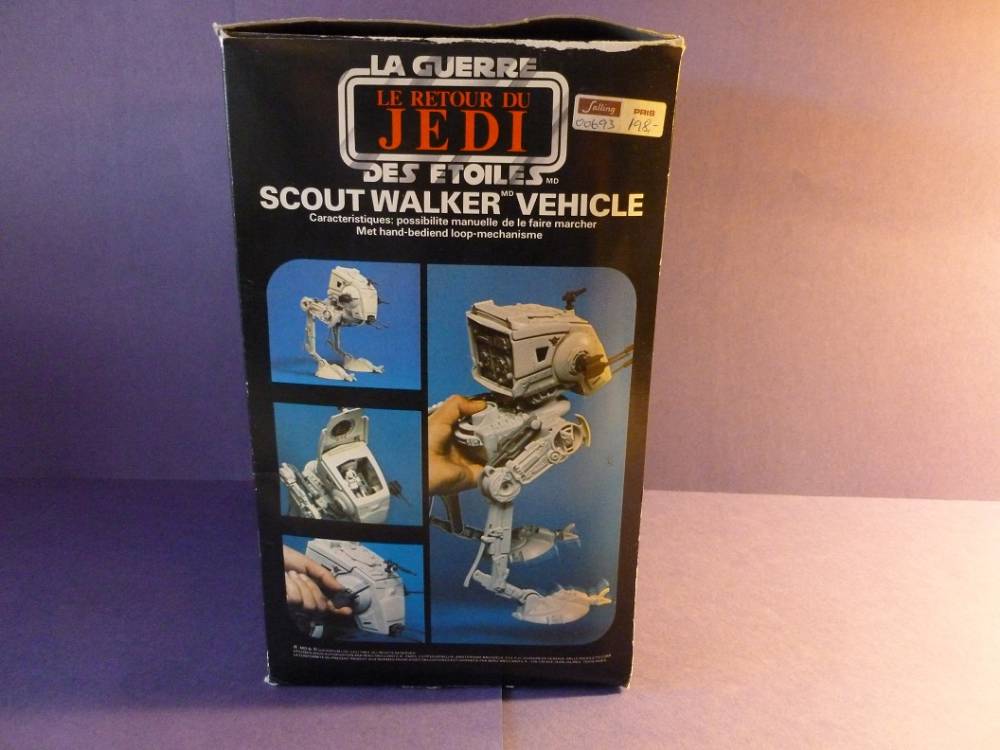 LA GUERRE
LE RETOUR DU
JEDI
DES ETOILES MD
Salling PRIS
00693 198,-
SCOUT WALKER MD VEHICLE
Caracteristiques: possibilite manuelle de le faire marcher
Met hand-bediend loop-mechanisme